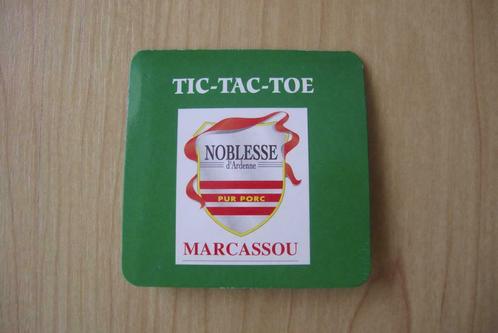 TIC-TAC-TOE
NOBLESSE
d'Ardenne
PUR PORC
MARCASSOU